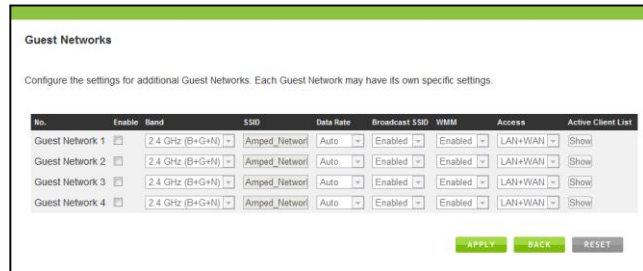 Guest Networks
Configure the settings for additional Guest Networks. Each Guest Network may have its own specific settings.
No. Enable Band SSID Data Rate Broadcast SSID WMM Access Active Client List
Guest Network 1 2.4 GHz (B+G+N) Amped_Networl Auto Enabled Enabled LAN+WAN Show
Guest Network 2 2.4 GHz (B+G+N) Amped_Networl Auto Enabled Enabled LAN+WAN Show
Guest Network 3 2.4 GHz (B+G+N) Amped_Networl Auto Enabled Enabled LAN+WAN Show
Guest Network 4 2.4 GHz (B+G+N) Amped_Networl Auto Enabled Enabled LAN+WAN Show
APPLY BACK RESET